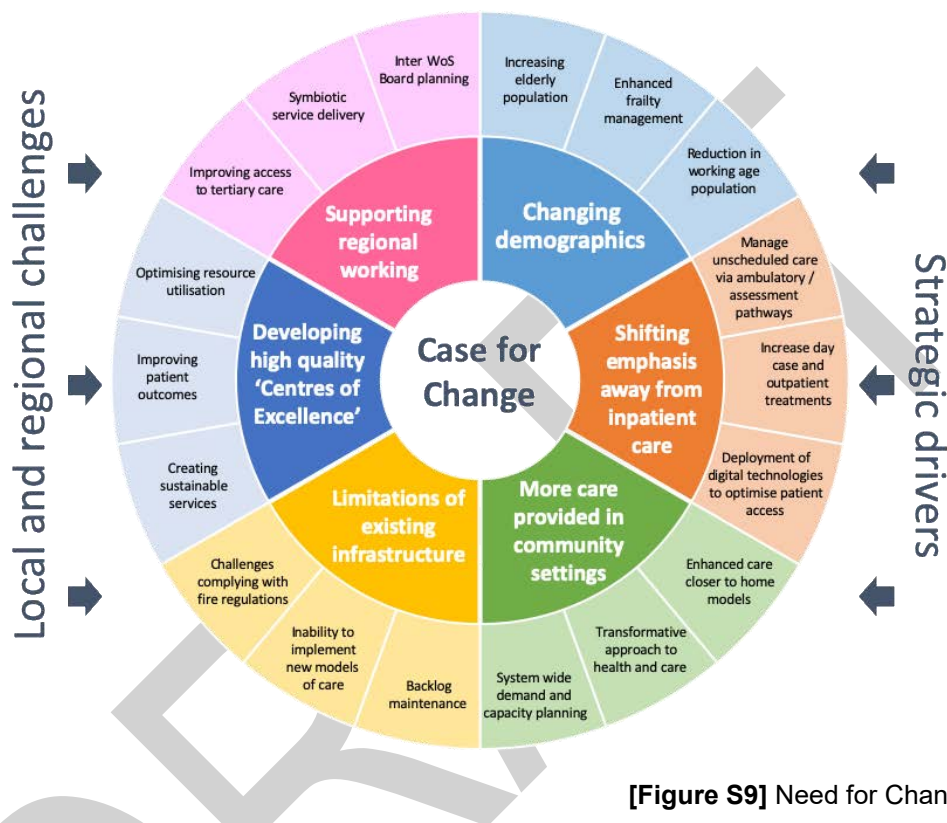 Local and regional challenges
Strategic drivers
Case for
Change
Changing
demographics
Increasing
elderly
population
Enhanced
frailty
management
Reduction in
working age
population
Shifting
emphasis
away from
inpatient
care
Manage
unscheduled care
via ambulatory /
assessment
pathways
Increase day
case and
outpatient
treatments
Deployment of
digital technologies
to optimise patient
access
More care
provided in
community
settings
Enhanced care
closer to home
models
Transformative
approach to
health and care
System wide
demand and
capacity planning
Limitations of
existing
infrastructure
Backlog
maintenance
Inability to
implement
new models
of care
Challenges
complying with
fire regulations
Developing
high quality
‘Centres of
Excellence’
Creating
sustainable
services
Improving
patient
outcomes
Optimising resource
utilisation
Supporting
regional
working
Improving access
to tertiary care
Symbiotic
service delivery
Inter WoS
Board planning
[Figure S9] Need for Chan